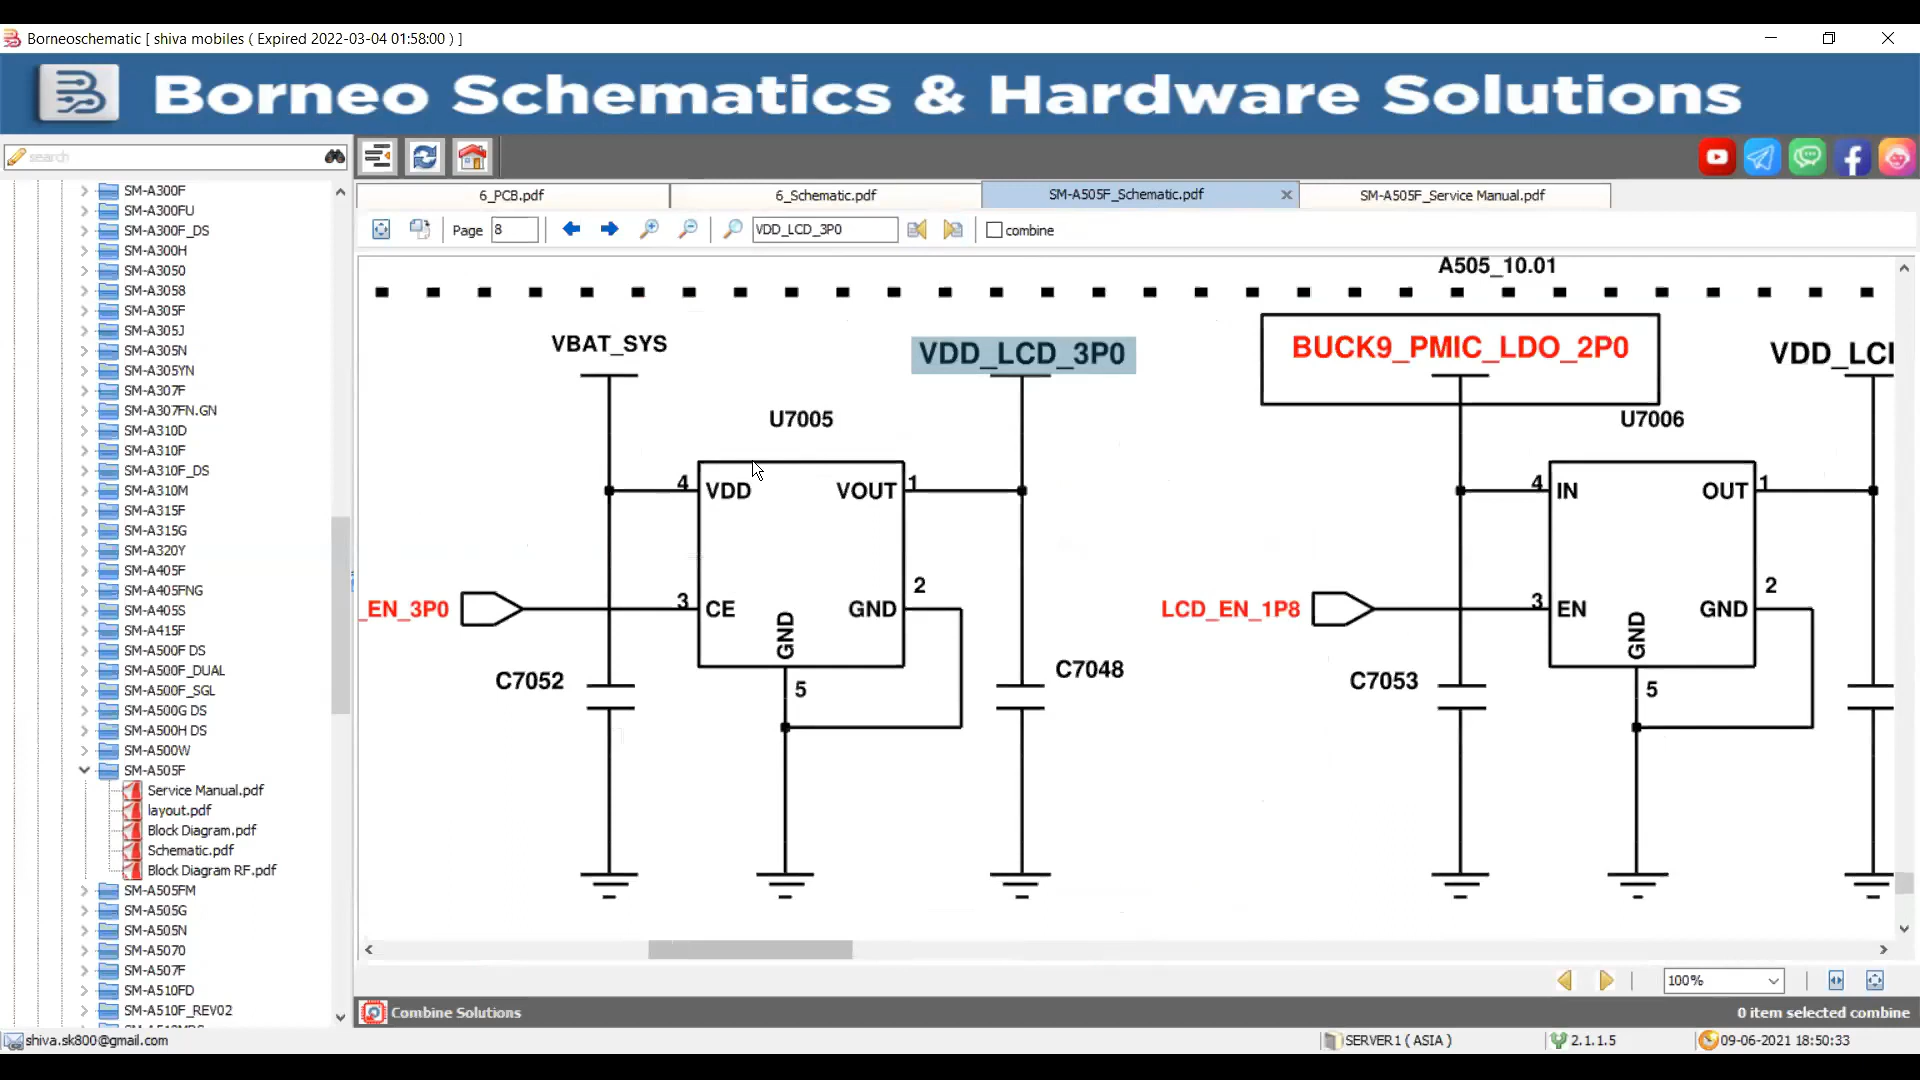 Borneoschematic [ shiva mobiles ( Expired 2022-03-04 01:58:00 ) ]
Borneo Schematics & Hardware Solutions
search
6_PCB.pdf
6_Schematic.pdf
SM-A505F_Schematic.pdf
SM-A505F_Service Manual.pdf
Page 8
VDD_LCD_3P0
combine
SM-A300F
SM-A300FU
SM-A300F_DS
SM-A300H
SM-A3050
SM-A3058
SM-A305F
SM-A305J
SM-A305N
SM-A305YN
SM-A307F
SM-A307FN.GN
SM-A310D
SM-A310F
SM-A310F_DS
SM-A310M
SM-A315F
SM-A315G
SM-A320Y
SM-A405F
SM-A405FNG
SM-A405S
SM-A415F
SM-A500F DS
SM-A500F_DUAL
SM-A500F_SGL
SM-A500G DS
SM-A500H DS
SM-A500W
SM-A505F
Service Manual.pdf
layout.pdf
Block Diagram.pdf
Schematic.pdf
Block Diagram RF.pdf
SM-A505FM
SM-A505G
SM-A505N
SM-A5070
SM-A507F
SM-A510FD
SM-A510F_REV02
A505_10.01
VBAT_SYS
VDD_LCD_3P0
BUCK9_PMIC_LDO_2P0
VDD_LCI
U7005
U7006
4 VDD VOUT 1
4 IN OUT 1
2
2
_EN_3P0
3 CE GND
LCD_EN_1P8
3 EN GND
GND
GND
C7052
5
C7048
C7053
5
100%
Combine Solutions
0 item selected combine
shiva.sk800@gmail.com
SERVER1 ( ASIA )
2.1.1.5
09-06-2021 18:50:33